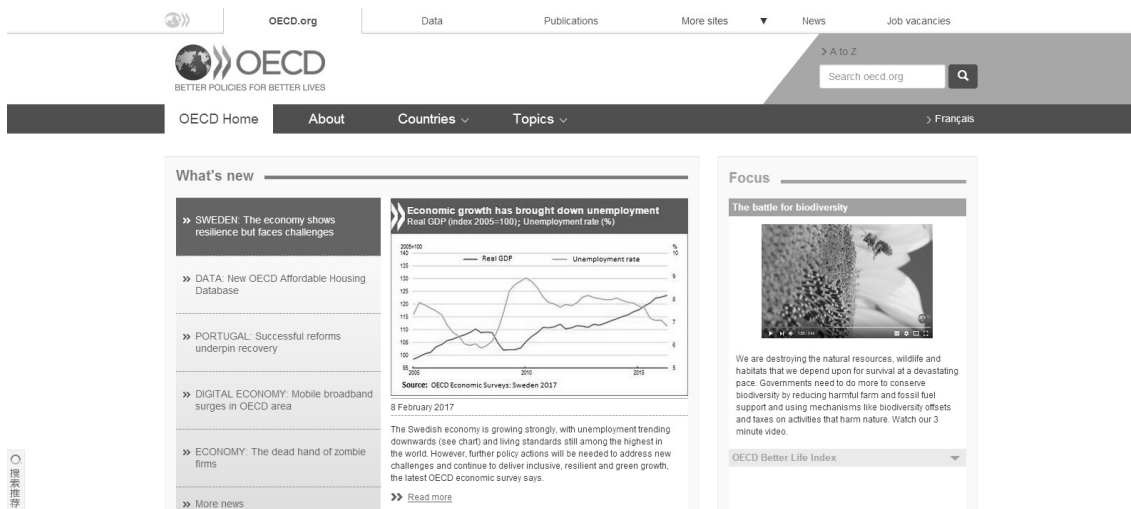 OECD.org
Data
Publications
More sites ▼
News
Job vacancies
OECD
BETTER POLICIES FOR BETTER LIVES
> A to Z
Search oecd.org
OECD Home
About
Countries
Topics
> Français
What's new
» SWEDEN: The economy shows
resilience but faces challenges
» DATA: New OECD Affordable Housing
Database
» PORTUGAL: Successful reforms
underpin recovery
» DIGITAL ECONOMY: Mobile broadband
surges in OECD area
» ECONOMY: The dead hand of zombie
firms
» More news
Economic growth has brought down unemployment
Real GDP (index 2005=100); Unemployment rate (%)
2005=100
%
Real GDP
Unemployment rate
140
135
130
125
120
115
110
105
100
95
10
9
8
7
6
5
2005
2010
2015
Source: OECD Economic Surveys: Sweden 2017
8 February 2017
The Swedish economy is growing strongly, with unemployment trending
downwards (see chart) and living standards still among the highest in
the world. However, further policy actions will be needed to address new
challenges and continue to deliver inclusive, resilient and green growth,
the latest OECD economic survey says.
» Read more
Focus
The battle for biodiversity
We are destroying the natural resources, wildlife and
habitats that we depend upon for survival at a devastating
pace. Governments need to do more to conserve
biodiversity by reducing harmful farm and fossil fuel
support and using mechanisms like biodiversity offsets
and taxes on activities that harm nature. Watch our 3
minute video.
OECD Better Life Index
搜索推荐